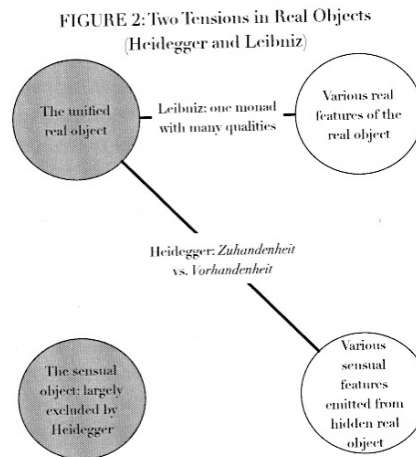 FIGURE 2: Two Tensions in Real Objects
(Heidegger and Leibniz)
The unified
real object
Leibniz: one monad
with many qualities
Various real
features of the
real object
Heidegger: Zuhandenheit
vs. Vorhandenheit
The sensual
object: largely
excluded by
Heidegger
Various
sensual
features
emitted from
hidden real
object